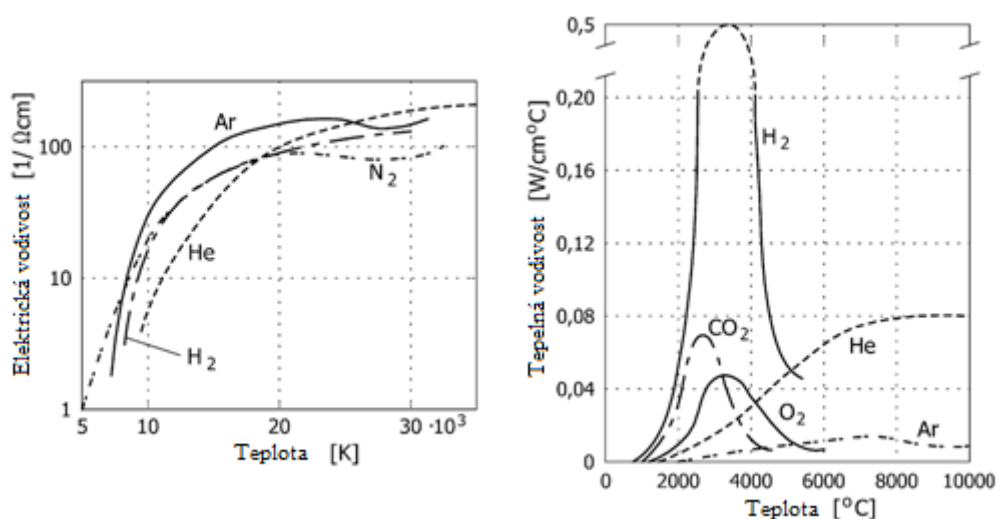 Elektrická vodivost [1/ Ωcm]
100
10
1
Ar
N₂
He
H₂
5 10 20 30 ·10³
Teplota [K]
Tepelná vodivost [W/cm°C]
0,5
0,20
0,16
0,12
0,08
0,04
0
H₂
CO₂
He
O₂
Ar
0 2000 4000 6000 8000 10000
Teplota [°C]